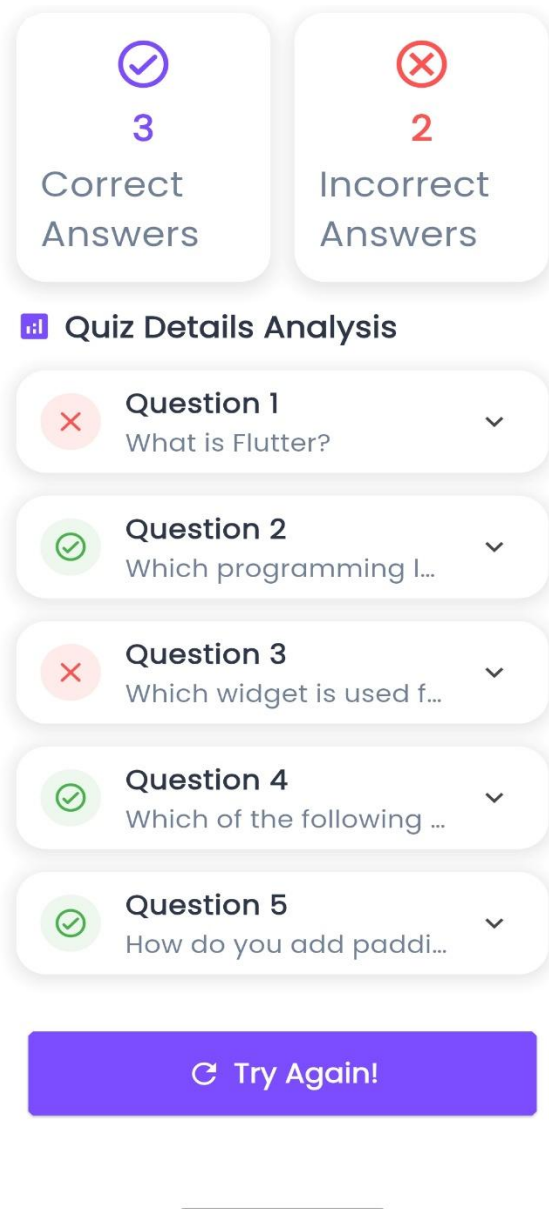 3
Correct
Answers
2
Incorrect
Answers
Quiz Details Analysis
Question 1
What is Flutter?
Question 2
Which programming l...
Question 3
Which widget is used f...
Question 4
Which of the following ...
Question 5
How do you add paddi...
Try Again!